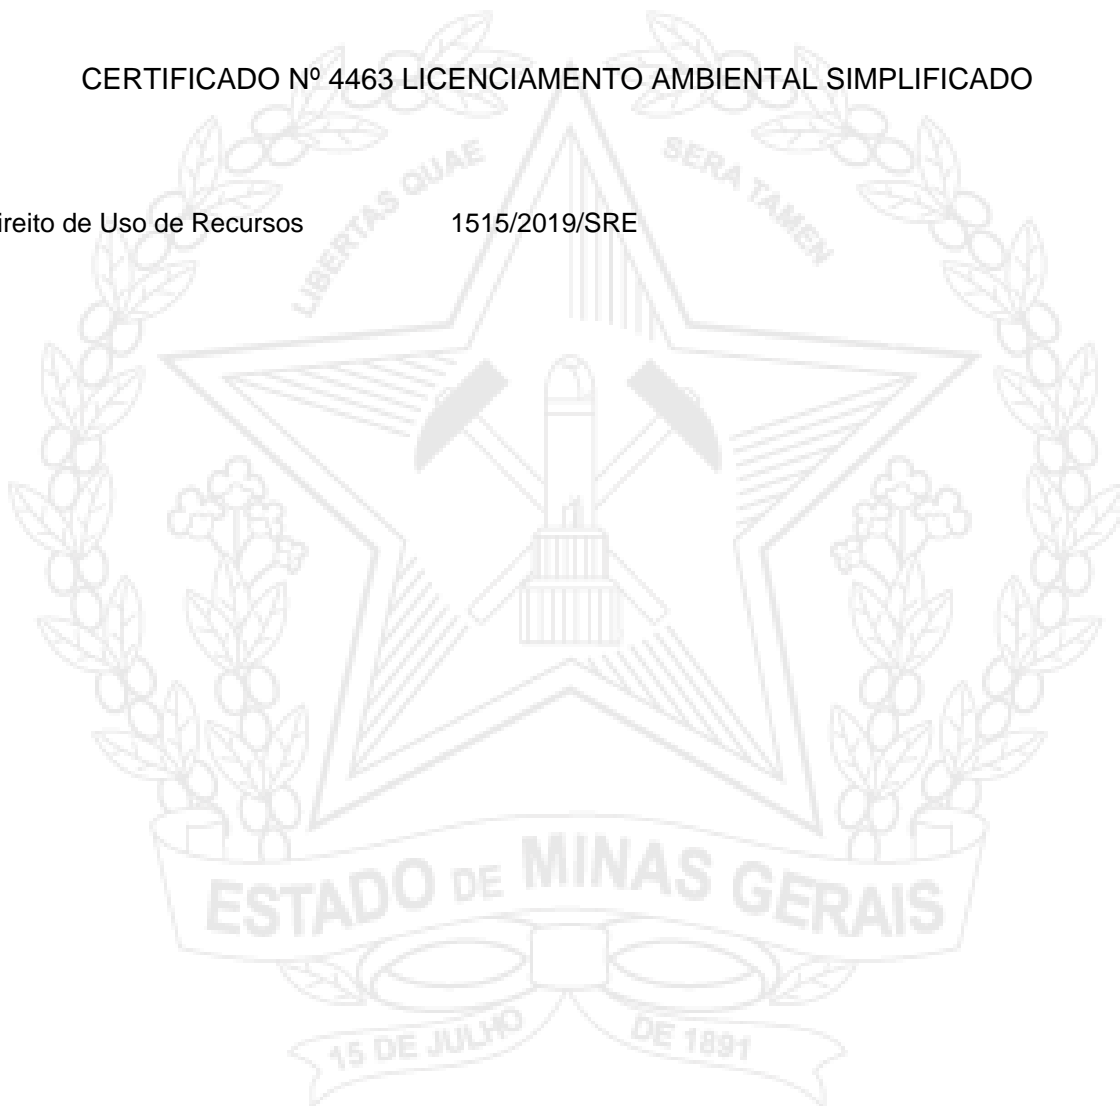 CERTIFICADO Nº 4463 LICENCIAMENTO AMBIENTAL SIMPLIFICADO
LIBERTAS QUAE SERA TAMEN
ireito de Uso de Recursos 1515/2019/SRE
ESTADO DE MINAS GERAIS
15 DE JULHO DE 1891